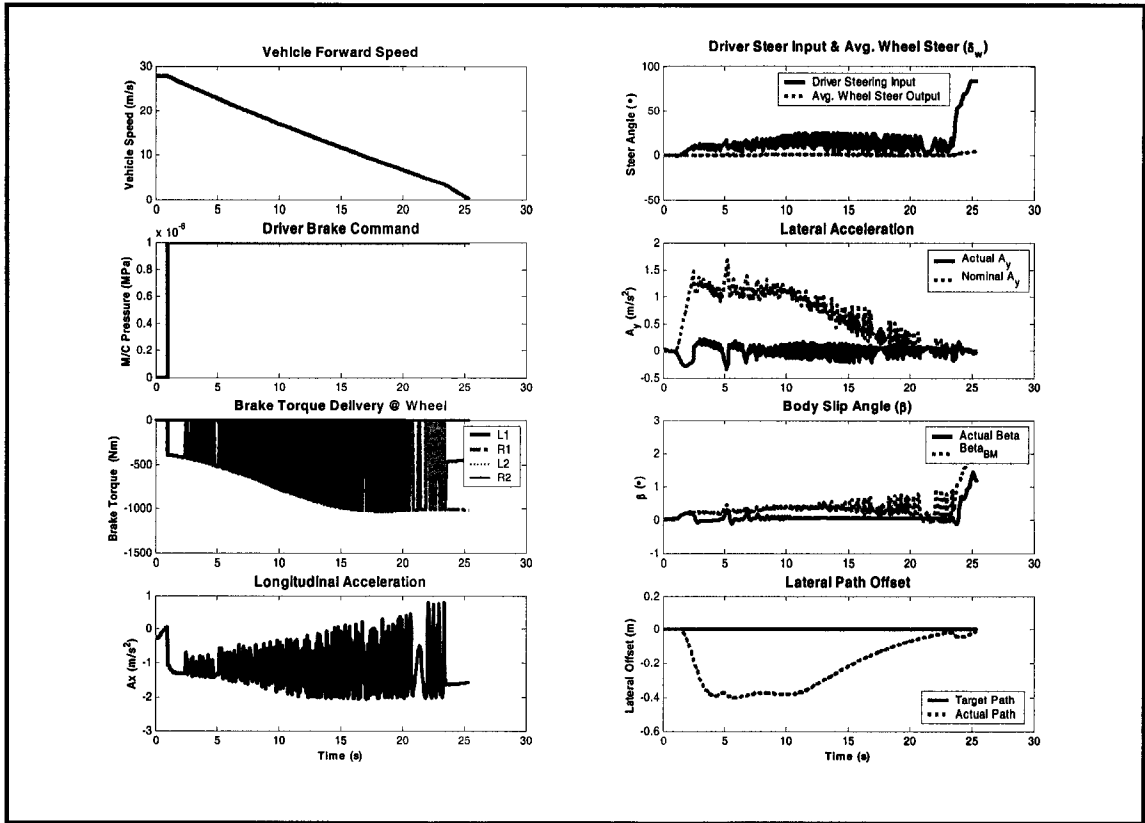 Vehicle Forward Speed
30
20
10
0
Vehicle Speed (m/s)
0 5 10 15 20 25 30
Driver Brake Command
x 10⁻⁶
1
0.8
0.6
0.4
0.2
0
M/C Pressure (MPa)
0 5 10 15 20 25 30
Brake Torque Delivery @ Wheel
0
-500
-1000
-1500
Brake Torque (Nm)
L1
R1
L2
R2
0 5 10 15 20 25 30
Longitudinal Acceleration
1
0
-1
-2
-3
Ax (m/s²)
0 5 10 15 20 25 30
Time (s)
Driver Steer Input & Avg. Wheel Steer (δw)
100
50
0
-50
Steer Angle (°)
Driver Steering Input
Avg. Wheel Steer Output
0 5 10 15 20 25 30
Lateral Acceleration
2
1.5
1
0.5
0
-0.5
Ay (m/s²)
Actual Ay
Nominal Ay
0 5 10 15 20 25 30
Body Slip Angle (β)
3
2
1
0
-1
β (°)
Actual Beta
BetaBM
0 5 10 15 20 25 30
Lateral Path Offset
0.2
0
-0.2
-0.4
-0.6
Lateral Offset (m)
Target Path
Actual Path
0 5 10 15 20 25 30
Time (s)